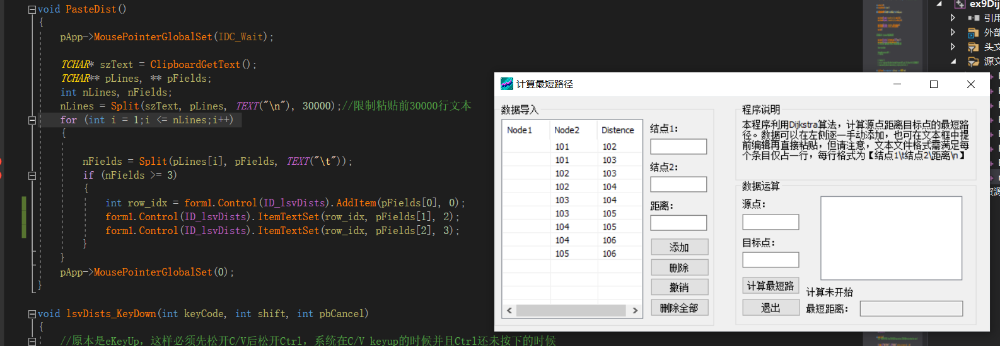 void PasteDist()
{
pApp->MousePointerGlobalSet(IDC_Wait);
TCHAR* szText = ClipboardGetText();
TCHAR** pLines, ** pFields;
int nLines, nFields;
nLines = Split(szText, pLines, TEXT("\n"), 30000);//限制粘贴前30000行文本
for (int i = 1;i <= nLines;i++)
{
nFields = Split(pLines[i], pFields, TEXT("\t"));
if (nFields >= 3)
{
int row_idx = form1.Control(ID_lsvDists).AddItem(pFields[0], 0);
form1.Control(ID_lsvDists).ItemTextSet(row_idx, pFields[1], 2);
form1.Control(ID_lsvDists).ItemTextSet(row_idx, pFields[2], 3);
}
}
pApp->MousePointerGlobalSet(0);
}
void lsvDists_KeyDown(int keyCode, int shift, int pbCancel)
{
//原本是eKeyUp，这样必须先松开C/V后松开Ctrl，系统在C/V keyup的时候并且Ctrl还未按下的时候
计算最短路径
数据导入
Node1 Node2 Distence
101 102
101 103
102 103
102 104
103 104
103 105
104 105
104 106
105 106
结点1：
结点2：
距离：
添加
删除
撤销
删除全部
程序说明
本程序利用Dijkstra算法，计算源点距离目标点的最短路
径。数据可以在左侧逐一手动添加，也可在文本框中提
前编辑再直接粘贴，但请注意，文本文件格式需满足每
个条目仅占一行，每行格式为【结点1\t结点2\距离\n】
数据运算
源点：
目标点：
计算最短路
退出
计算未开始
最短距离：
ex9Dij
引用
外部
头文
源文
资源